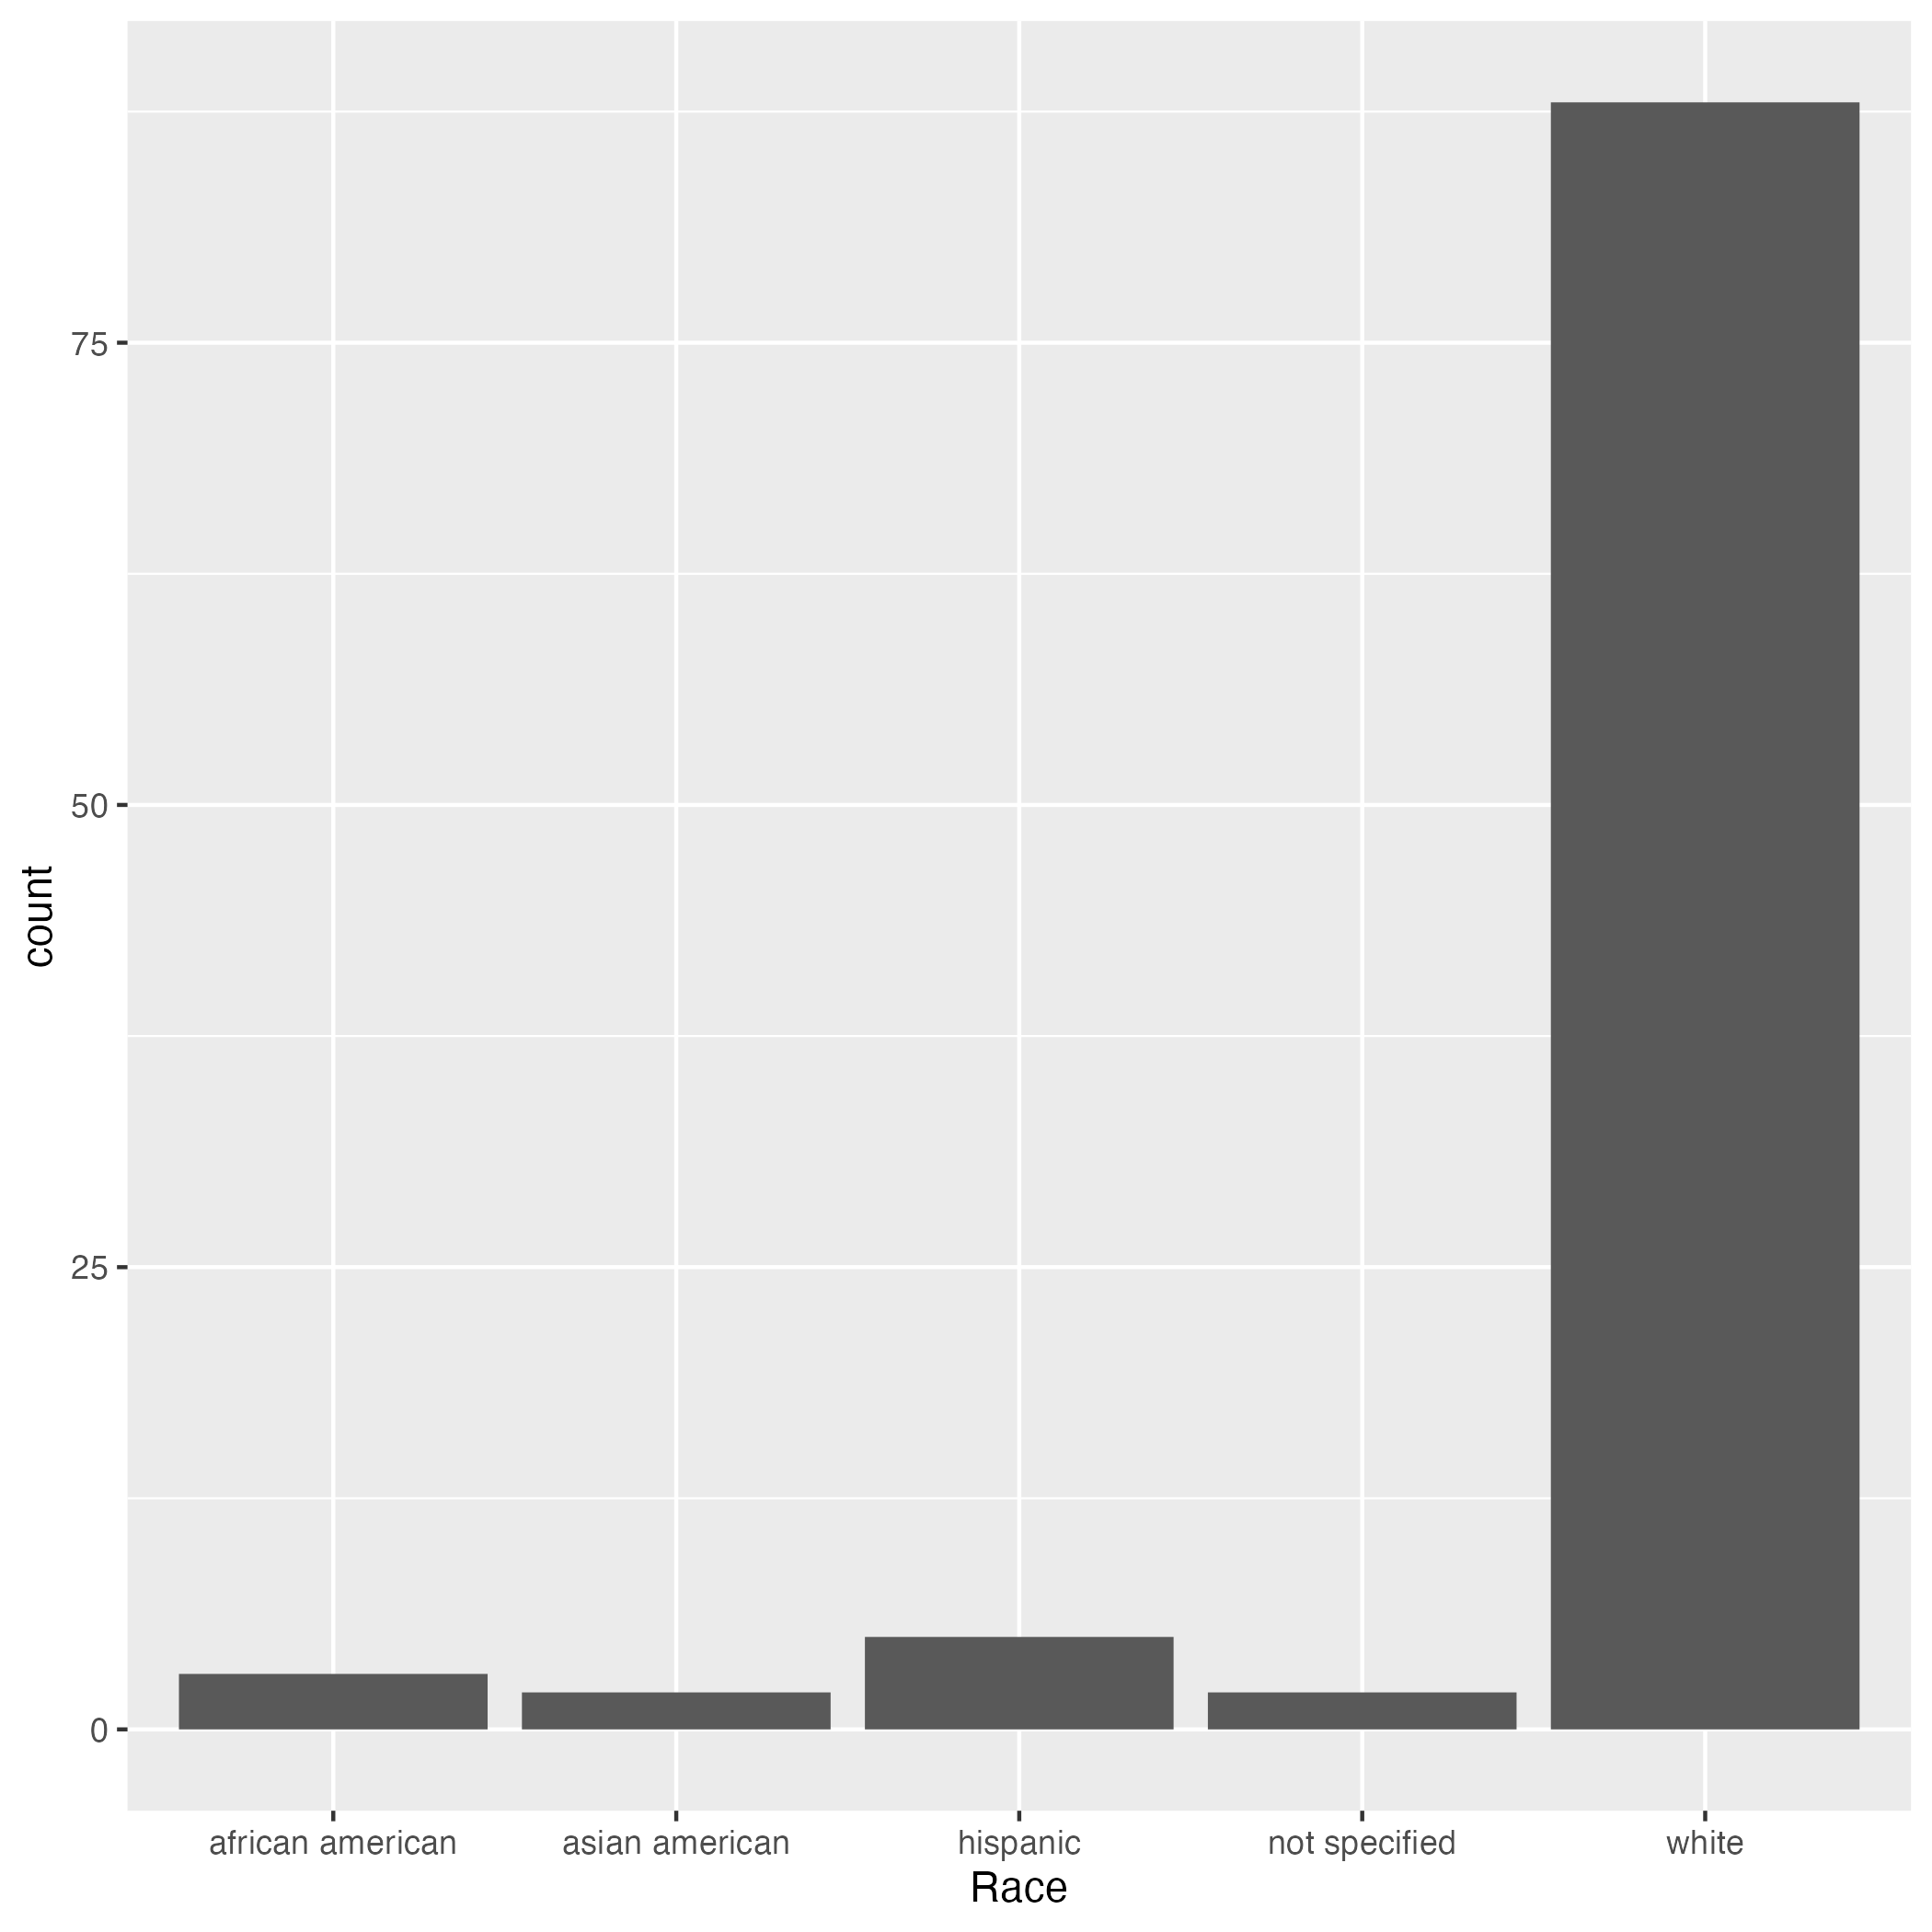 count
75
50
25
0
african american
asian american
hispanic
not specified
white
Race